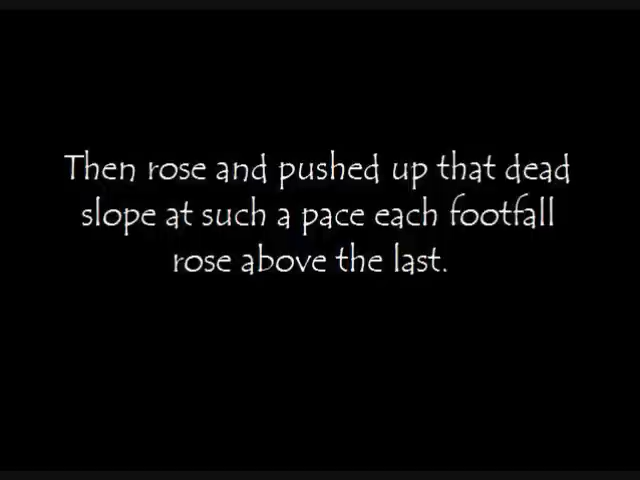 Then rose and pushed up that dead
slope at such a pace each footfall
rose above the last.